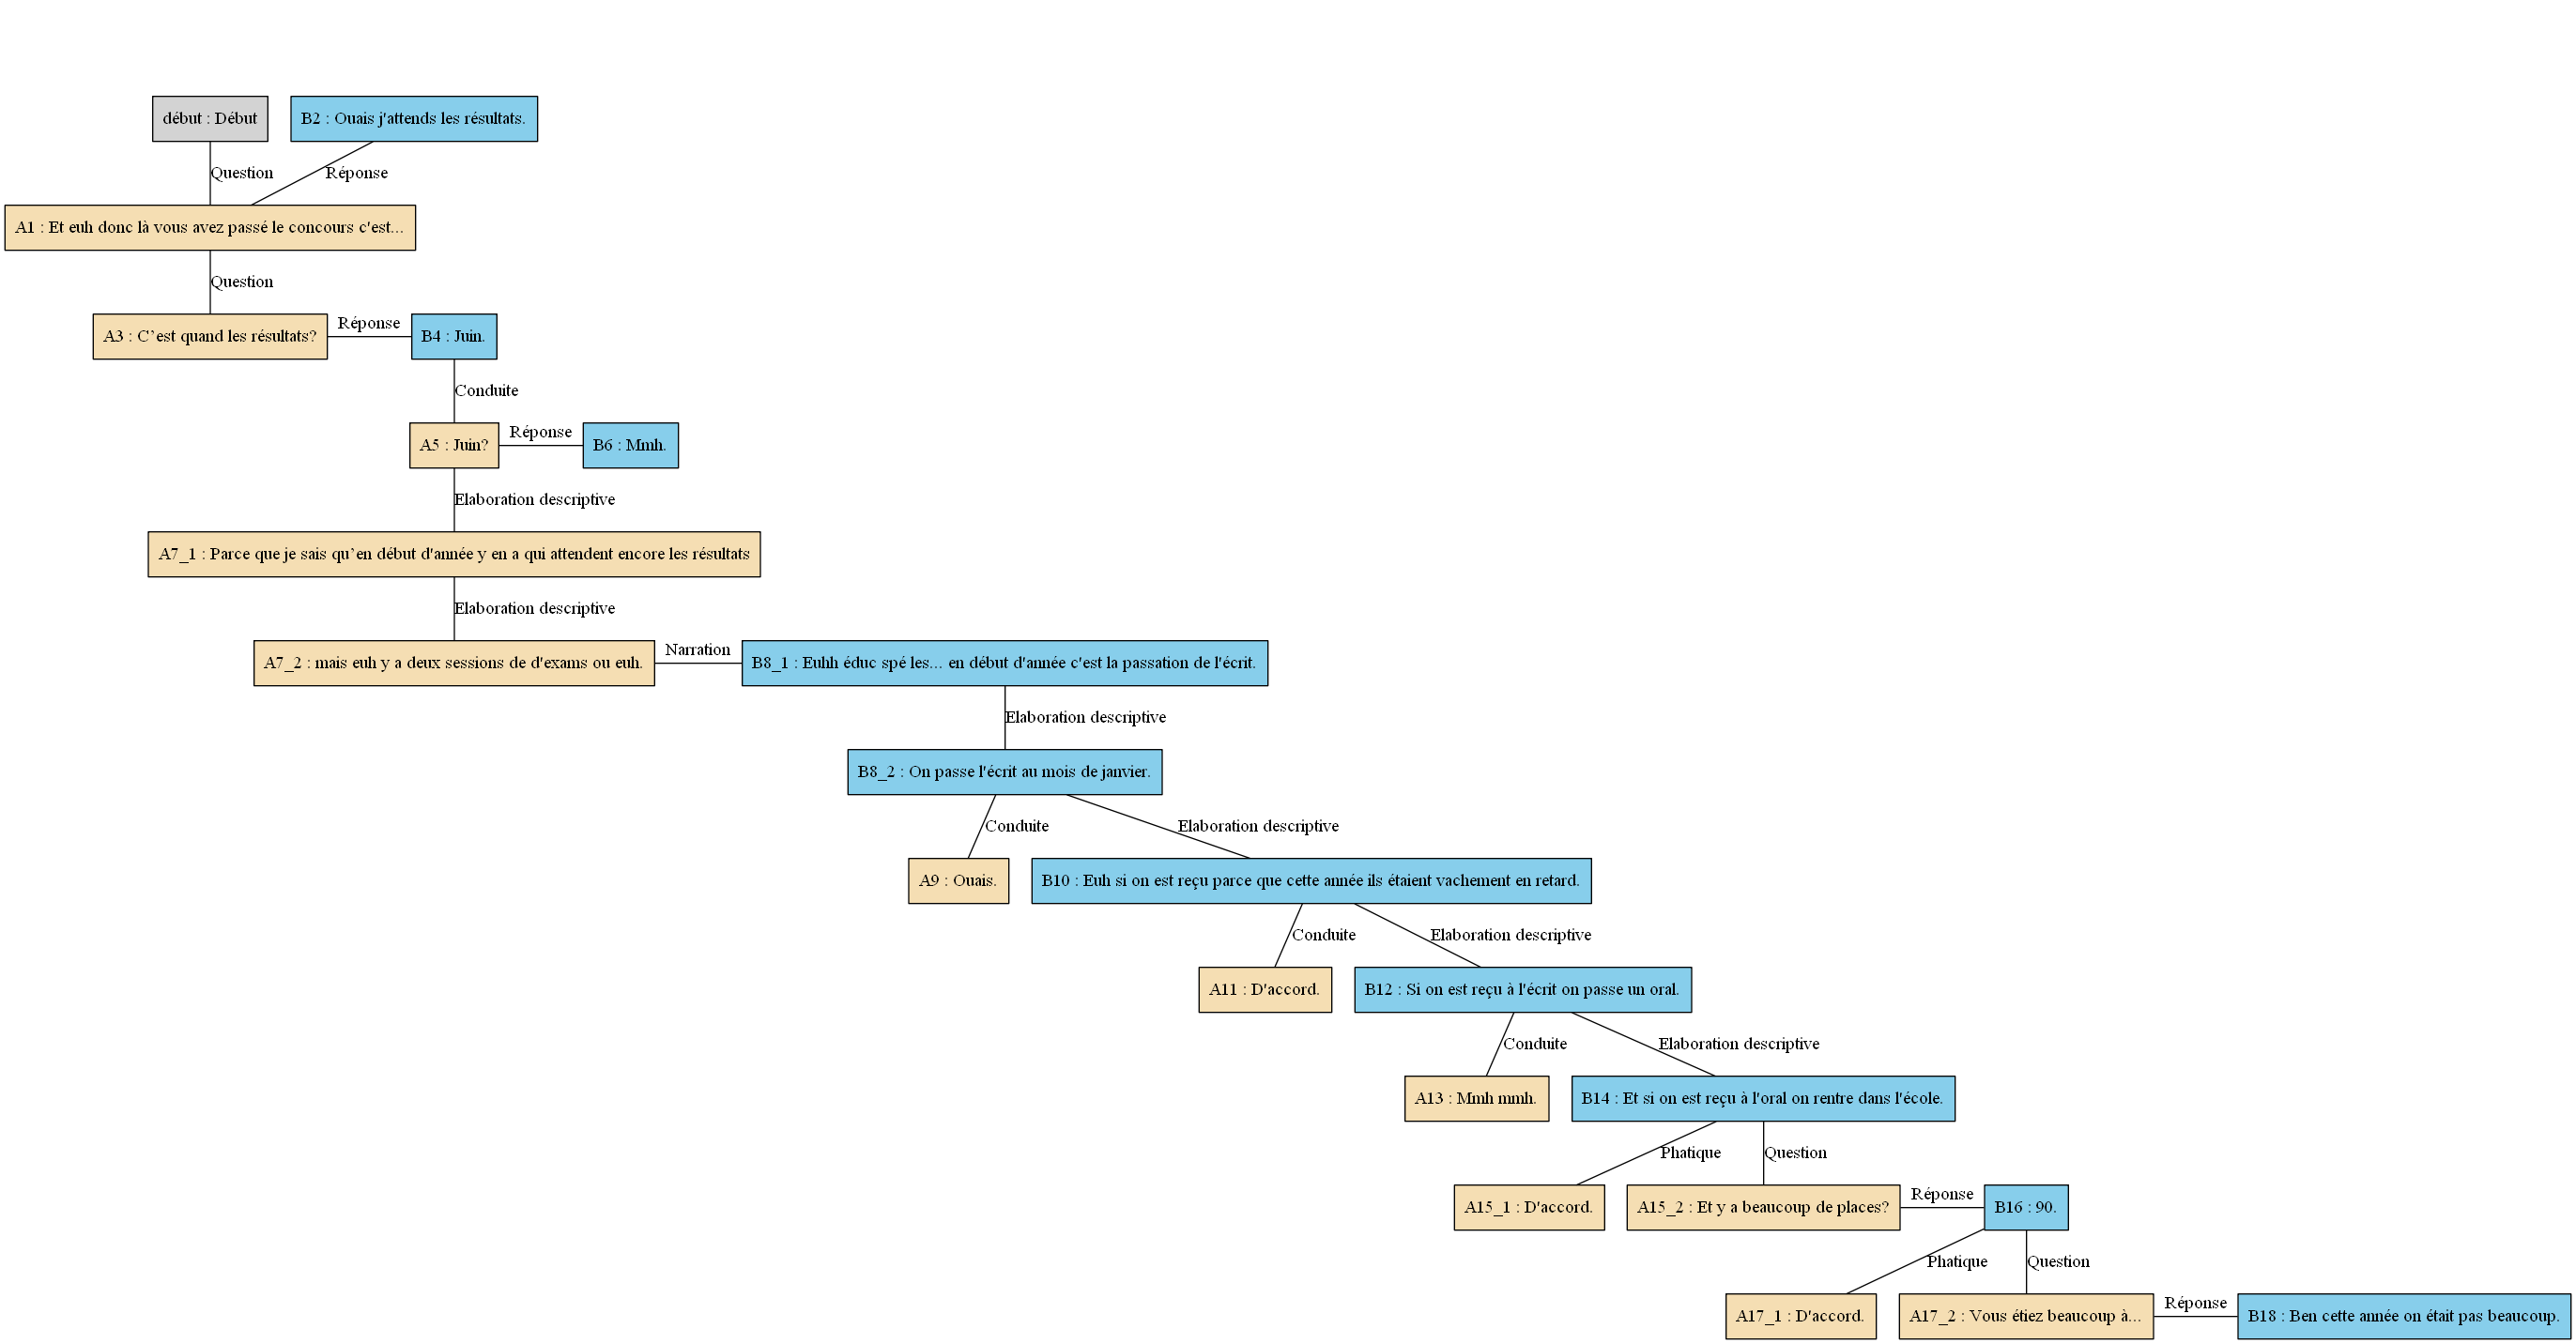 début : Début
B2 : Ouais j'attends les résultats.
Question
Réponse
A1 : Et euh donc là vous avez passé le concours c'est...
Question
A3 : C’est quand les résultats?
Réponse
B4 : Juin.
Conduite
A5 : Juin?
Réponse
B6 : Mmh.
Elaboration descriptive
A7_1 : Parce que je sais qu’en début d'année y en a qui attendent encore les résultats
Elaboration descriptive
A7_2 : mais euh y a deux sessions de d'exams ou euh.
Narration
B8_1 : Euhh éduc spé les... en début d'année c'est la passation de l'écrit.
Elaboration descriptive
B8_2 : On passe l'écrit au mois de janvier.
Conduite
Elaboration descriptive
A9 : Ouais.
B10 : Euh si on est reçu parce que cette année ils étaient vachement en retard.
Conduite
Elaboration descriptive
A11 : D'accord.
B12 : Si on est reçu à l'écrit on passe un oral.
Conduite
Elaboration descriptive
A13 : Mmh mmh.
B14 : Et si on est reçu à l'oral on rentre dans l'école.
Phatique
Question
A15_1 : D'accord.
A15_2 : Et y a beaucoup de places?
Réponse
B16 : 90.
Phatique
Question
A17_1 : D'accord.
A17_2 : Vous étiez beaucoup à...
Réponse
B18 : Ben cette année on était pas beaucoup.